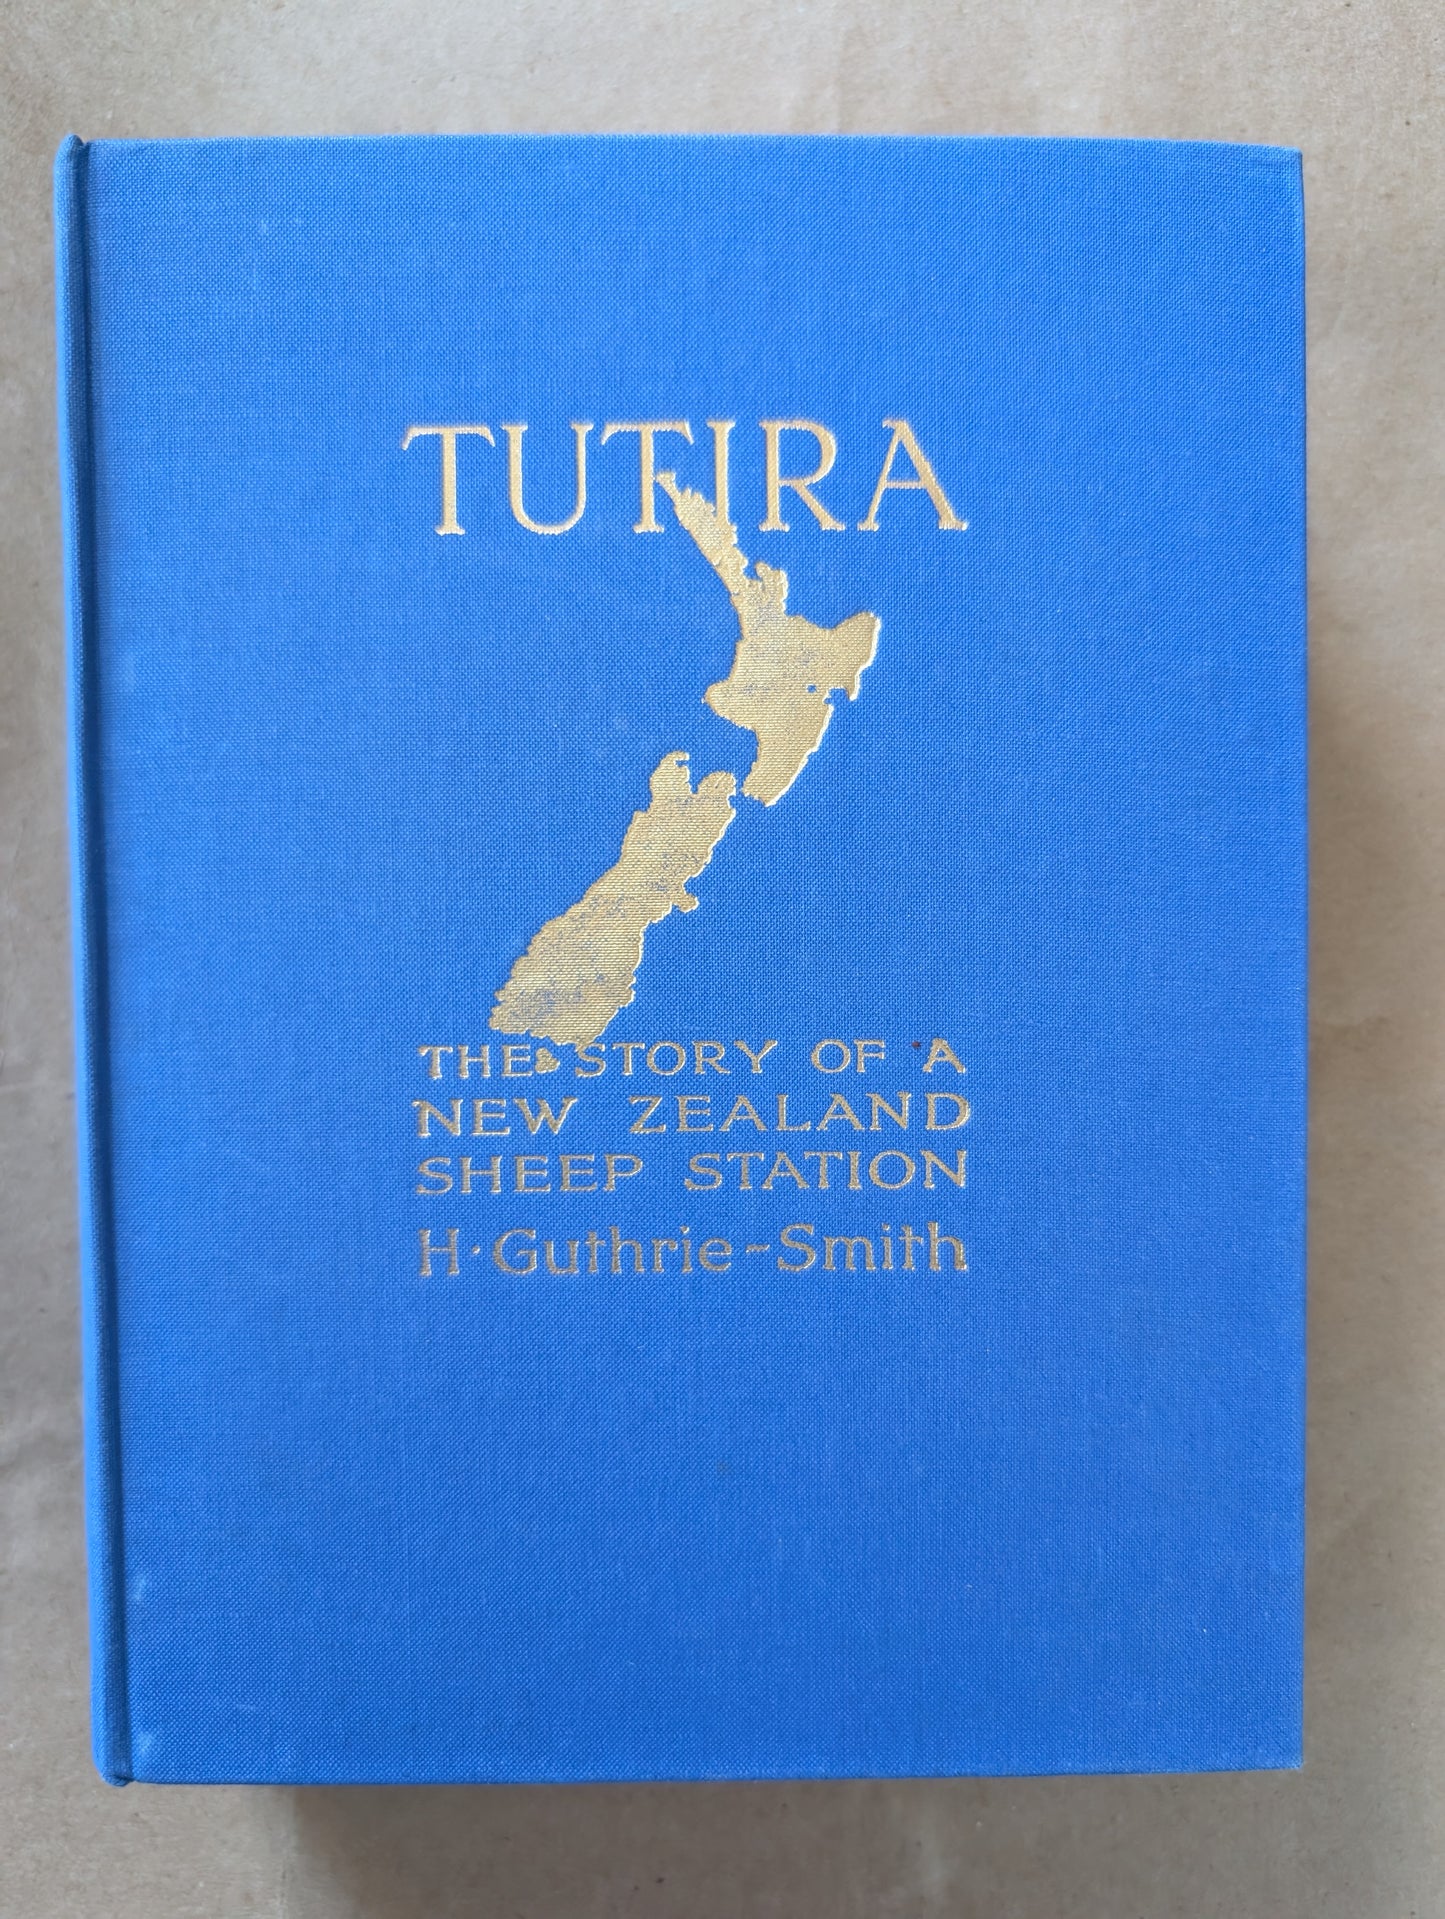 TUTIRA
THE STORY OF A
NEW ZEALAND
SHEEP STATION
H·Guthrie-Smith